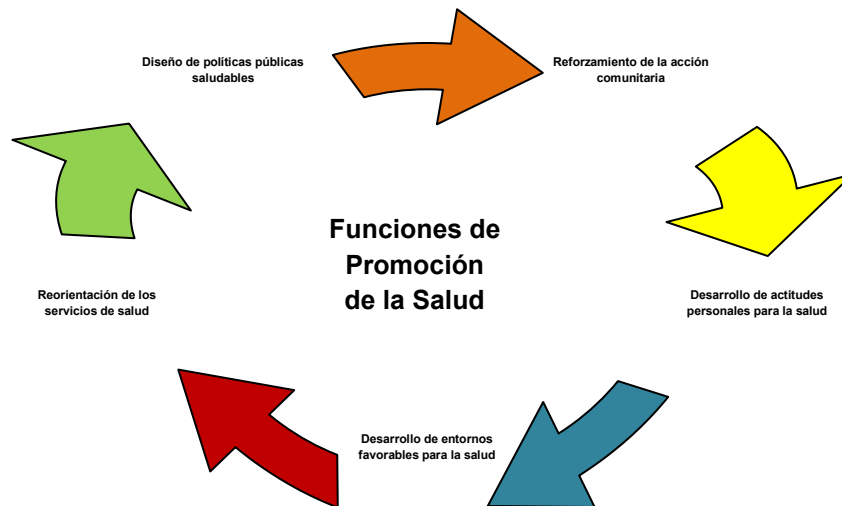 Diseño de políticas públicas
saludables
Reforzamiento de la acción
comunitaria
Funciones de
Promoción
de la Salud
Reorientación de los
servicios de salud
Desarrollo de actitudes
personales para la salud
Desarrollo de entornos
favorables para la salud